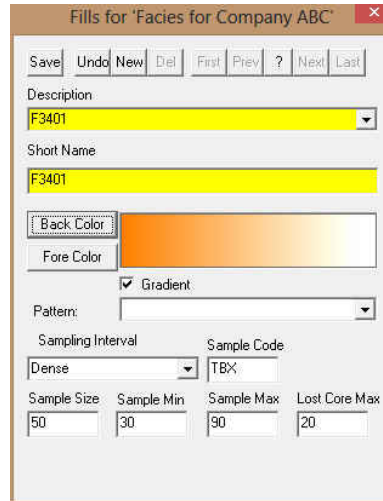 Fills for 'Facies for Company ABC' ×
Save Undo New Del First Prev ? Next Last
Description
F3401
Short Name
F3401
Back Color
Fore Color
Gradient
Pattern:
Sampling Interval Sample Code
Dense TBX
Sample Size Sample Min Sample Max Lost Core Max
50 30 90 20